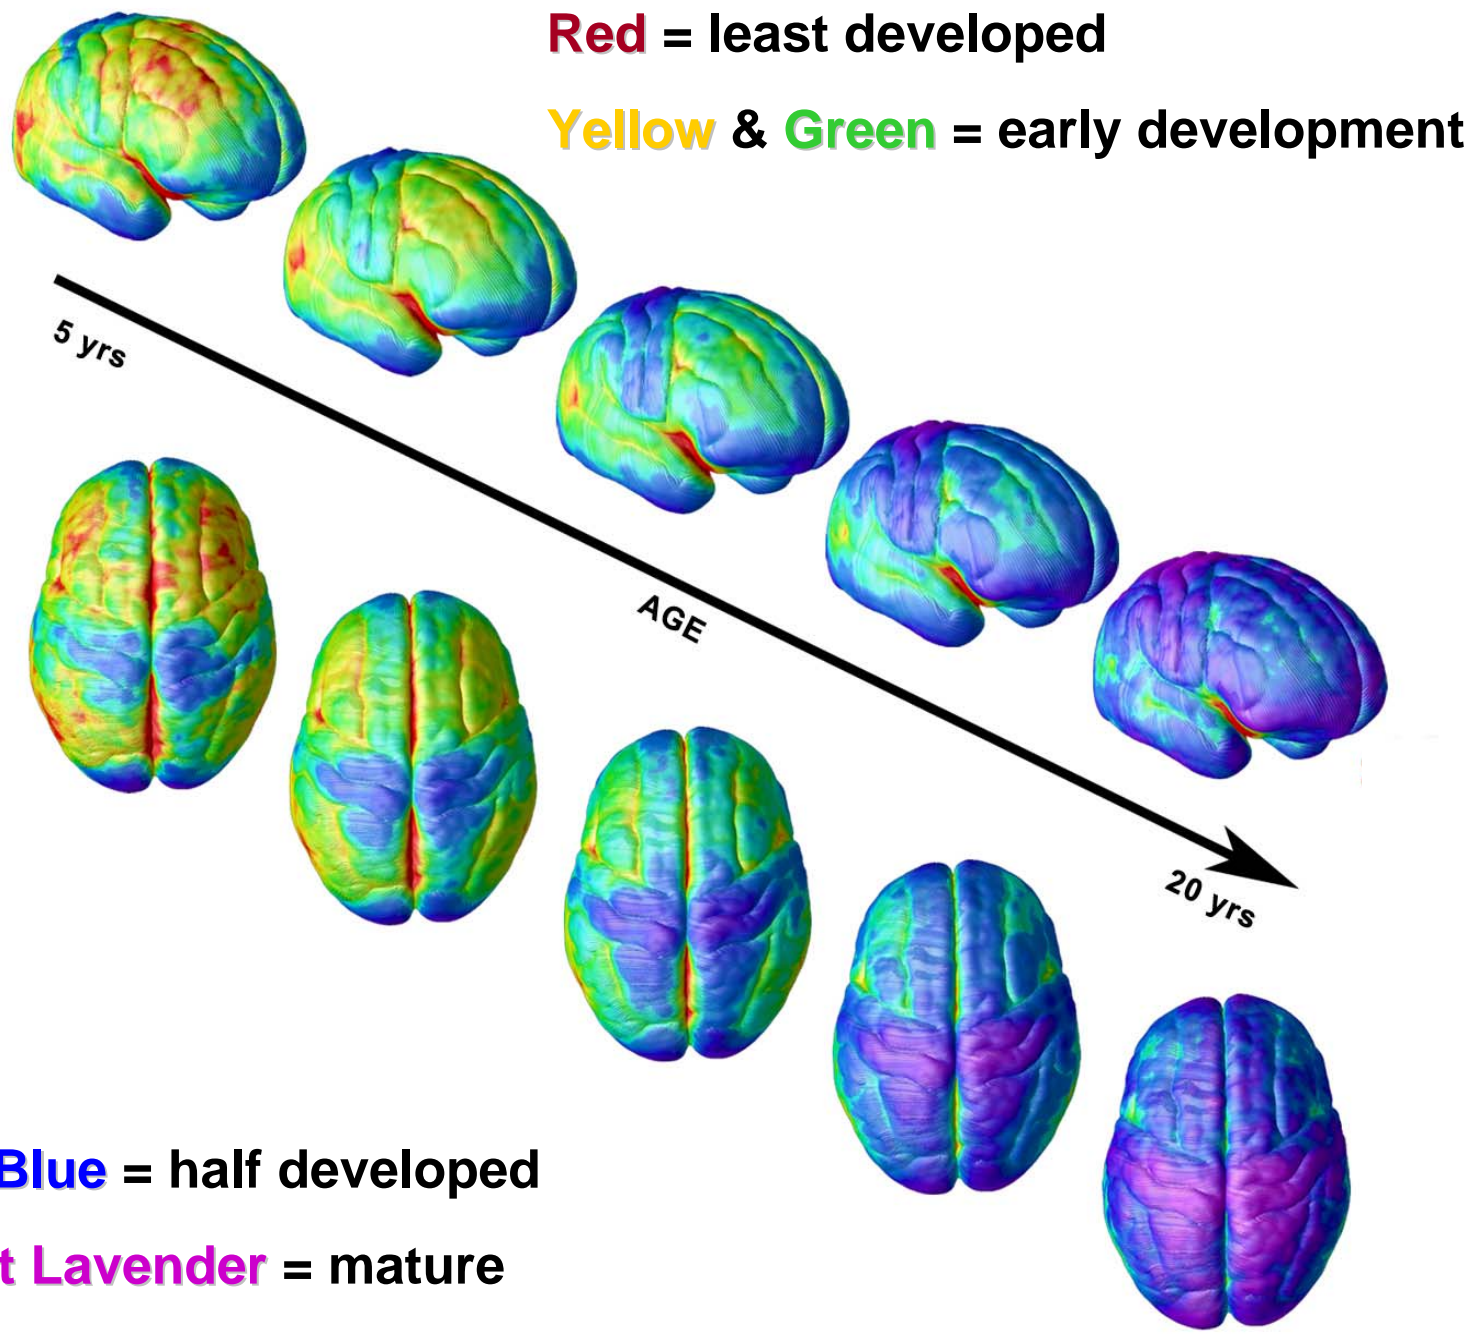 Red = least developed
Yellow & Green = early development
5 yrs
AGE
20 yrs
Blue = half developed
t Lavender = mature